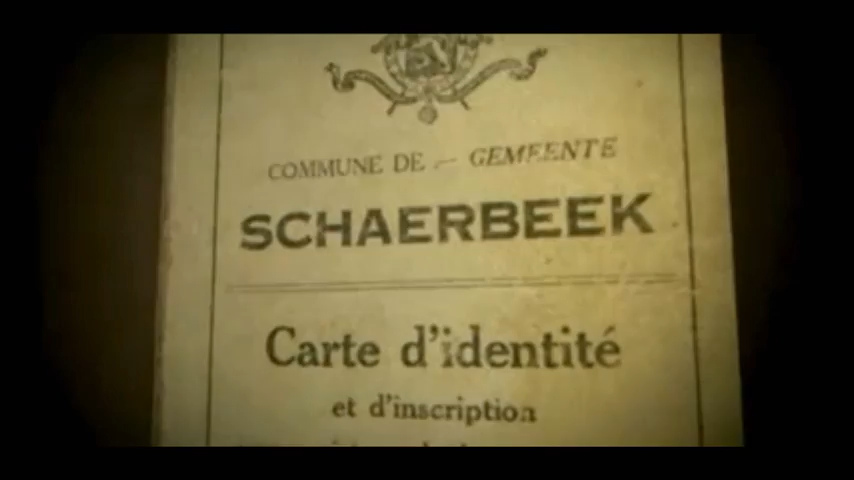 COMMUNE DE — GEMEENTE
SCHAERBEEK
Carte d'identité
et d'inscription